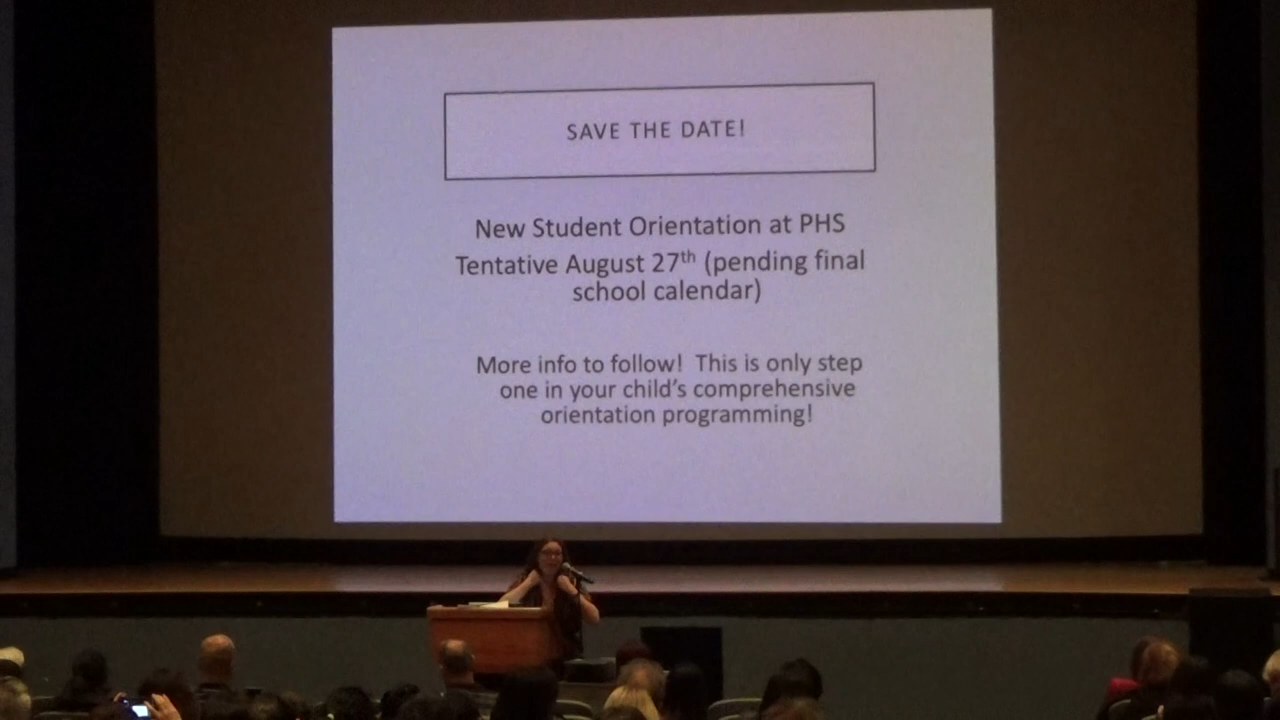 SAVE THE DATE!
New Student Orientation at PHS
Tentative August 27th (pending final
school calendar)
More info to follow! This is only step
one in your child's comprehensive
orientation programming!